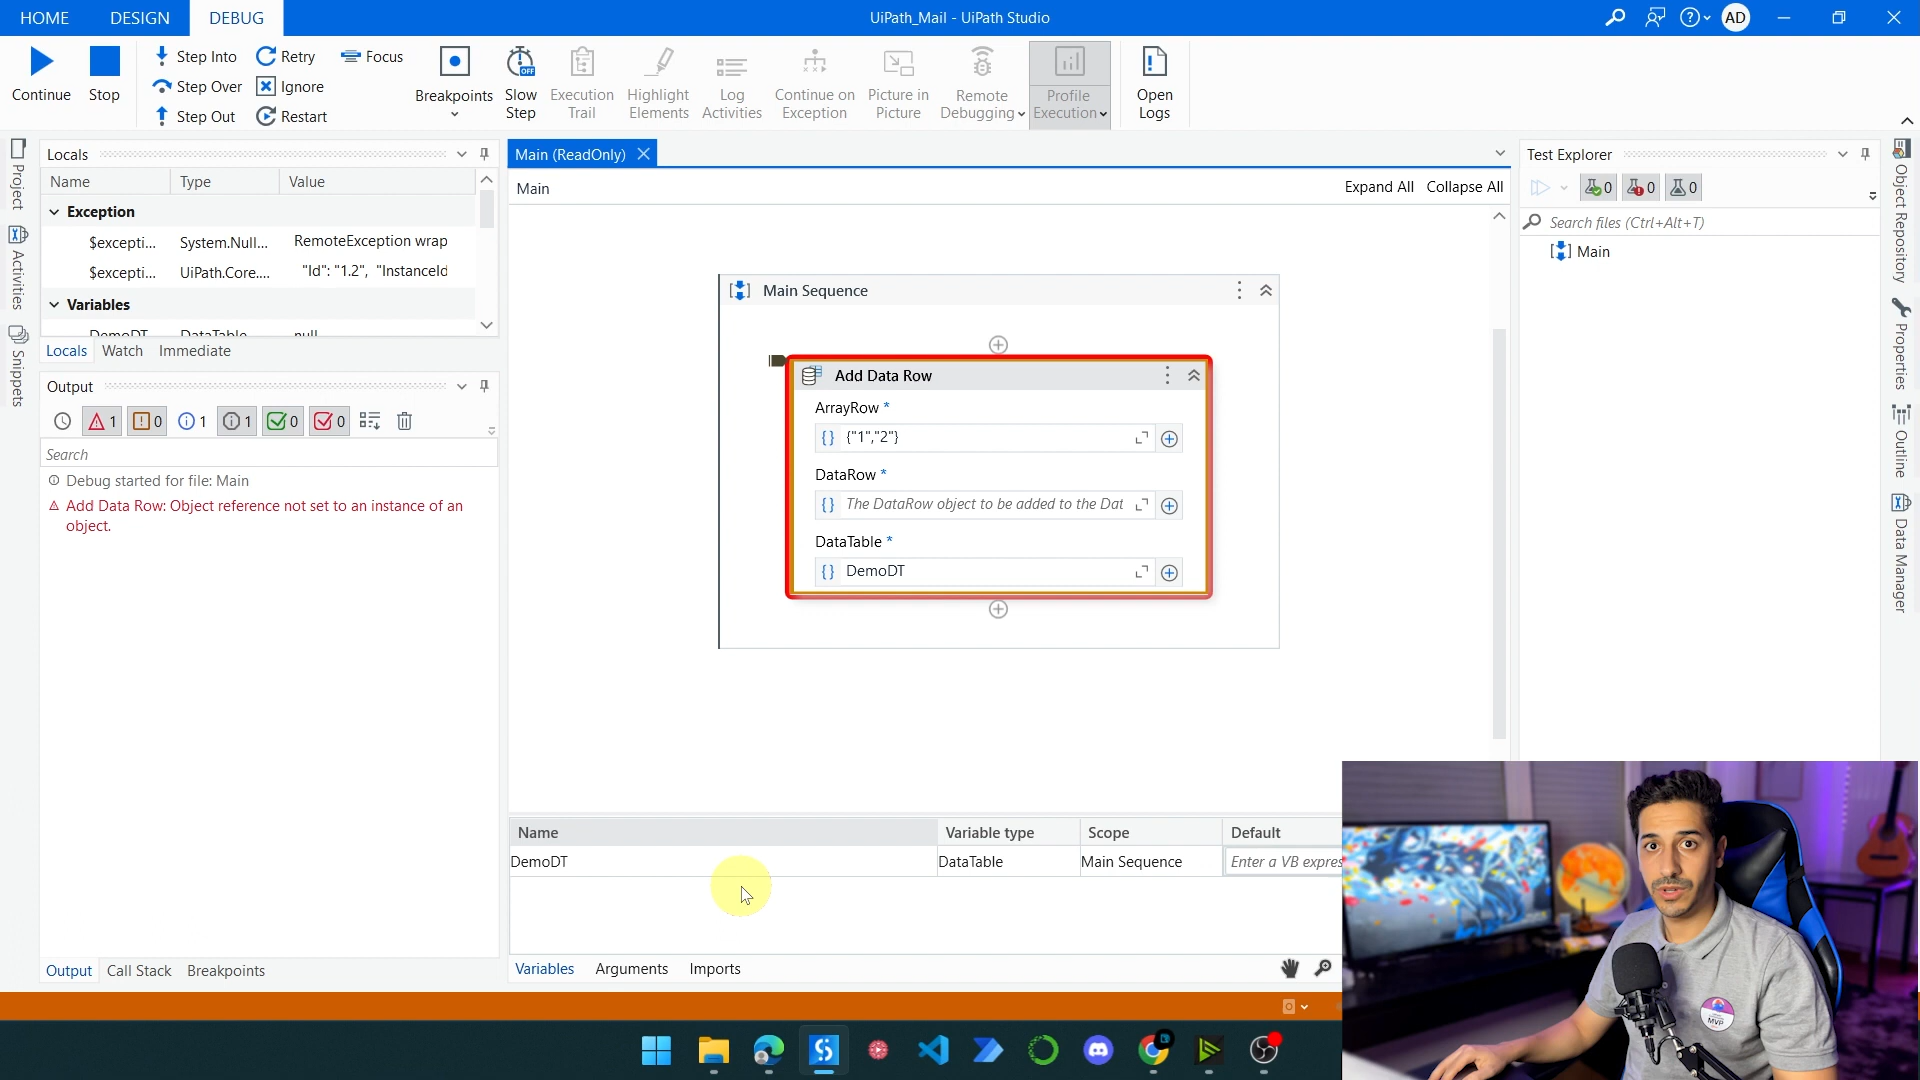 HOME DESIGN DEBUG
UiPath_Mail - UiPath Studio
AD
Continue
Stop
Step Into
Step Over
Step Out
Retry
Ignore
Restart
Focus
Breakpoints
OFF
Slow Step
Execution Trail
Highlight Elements
Log Activities
Continue on Exception
Picture in Picture
Remote Debugging
Profile Execution
Open Logs
Project
Activities
Snippets
Locals
Name Type Value
Exception
$excepti... System.Null... RemoteException wrap
$excepti... UiPath.Core.... "Id": "1.2", "InstanceId
Variables
DemoDT DataTable null
Locals Watch Immediate
Output
1 0 1 1 0 0
Search
Debug started for file: Main
Add Data Row: Object reference not set to an instance of an
object.
Output Call Stack Breakpoints
Main (ReadOnly)
Main
Expand All Collapse All
Main Sequence
Add Data Row
ArrayRow *
{} {"1","2"}
DataRow *
{} The DataRow object to be added to the Dat
DataTable *
{} DemoDT
Name Variable type Scope Default
DemoDT DataTable Main Sequence Enter a VB expres
Variables Arguments Imports
Test Explorer
0 0 0
Search files (Ctrl+Alt+T)
Main
Object Repository
Properties
Outline
Data Manager
MVP